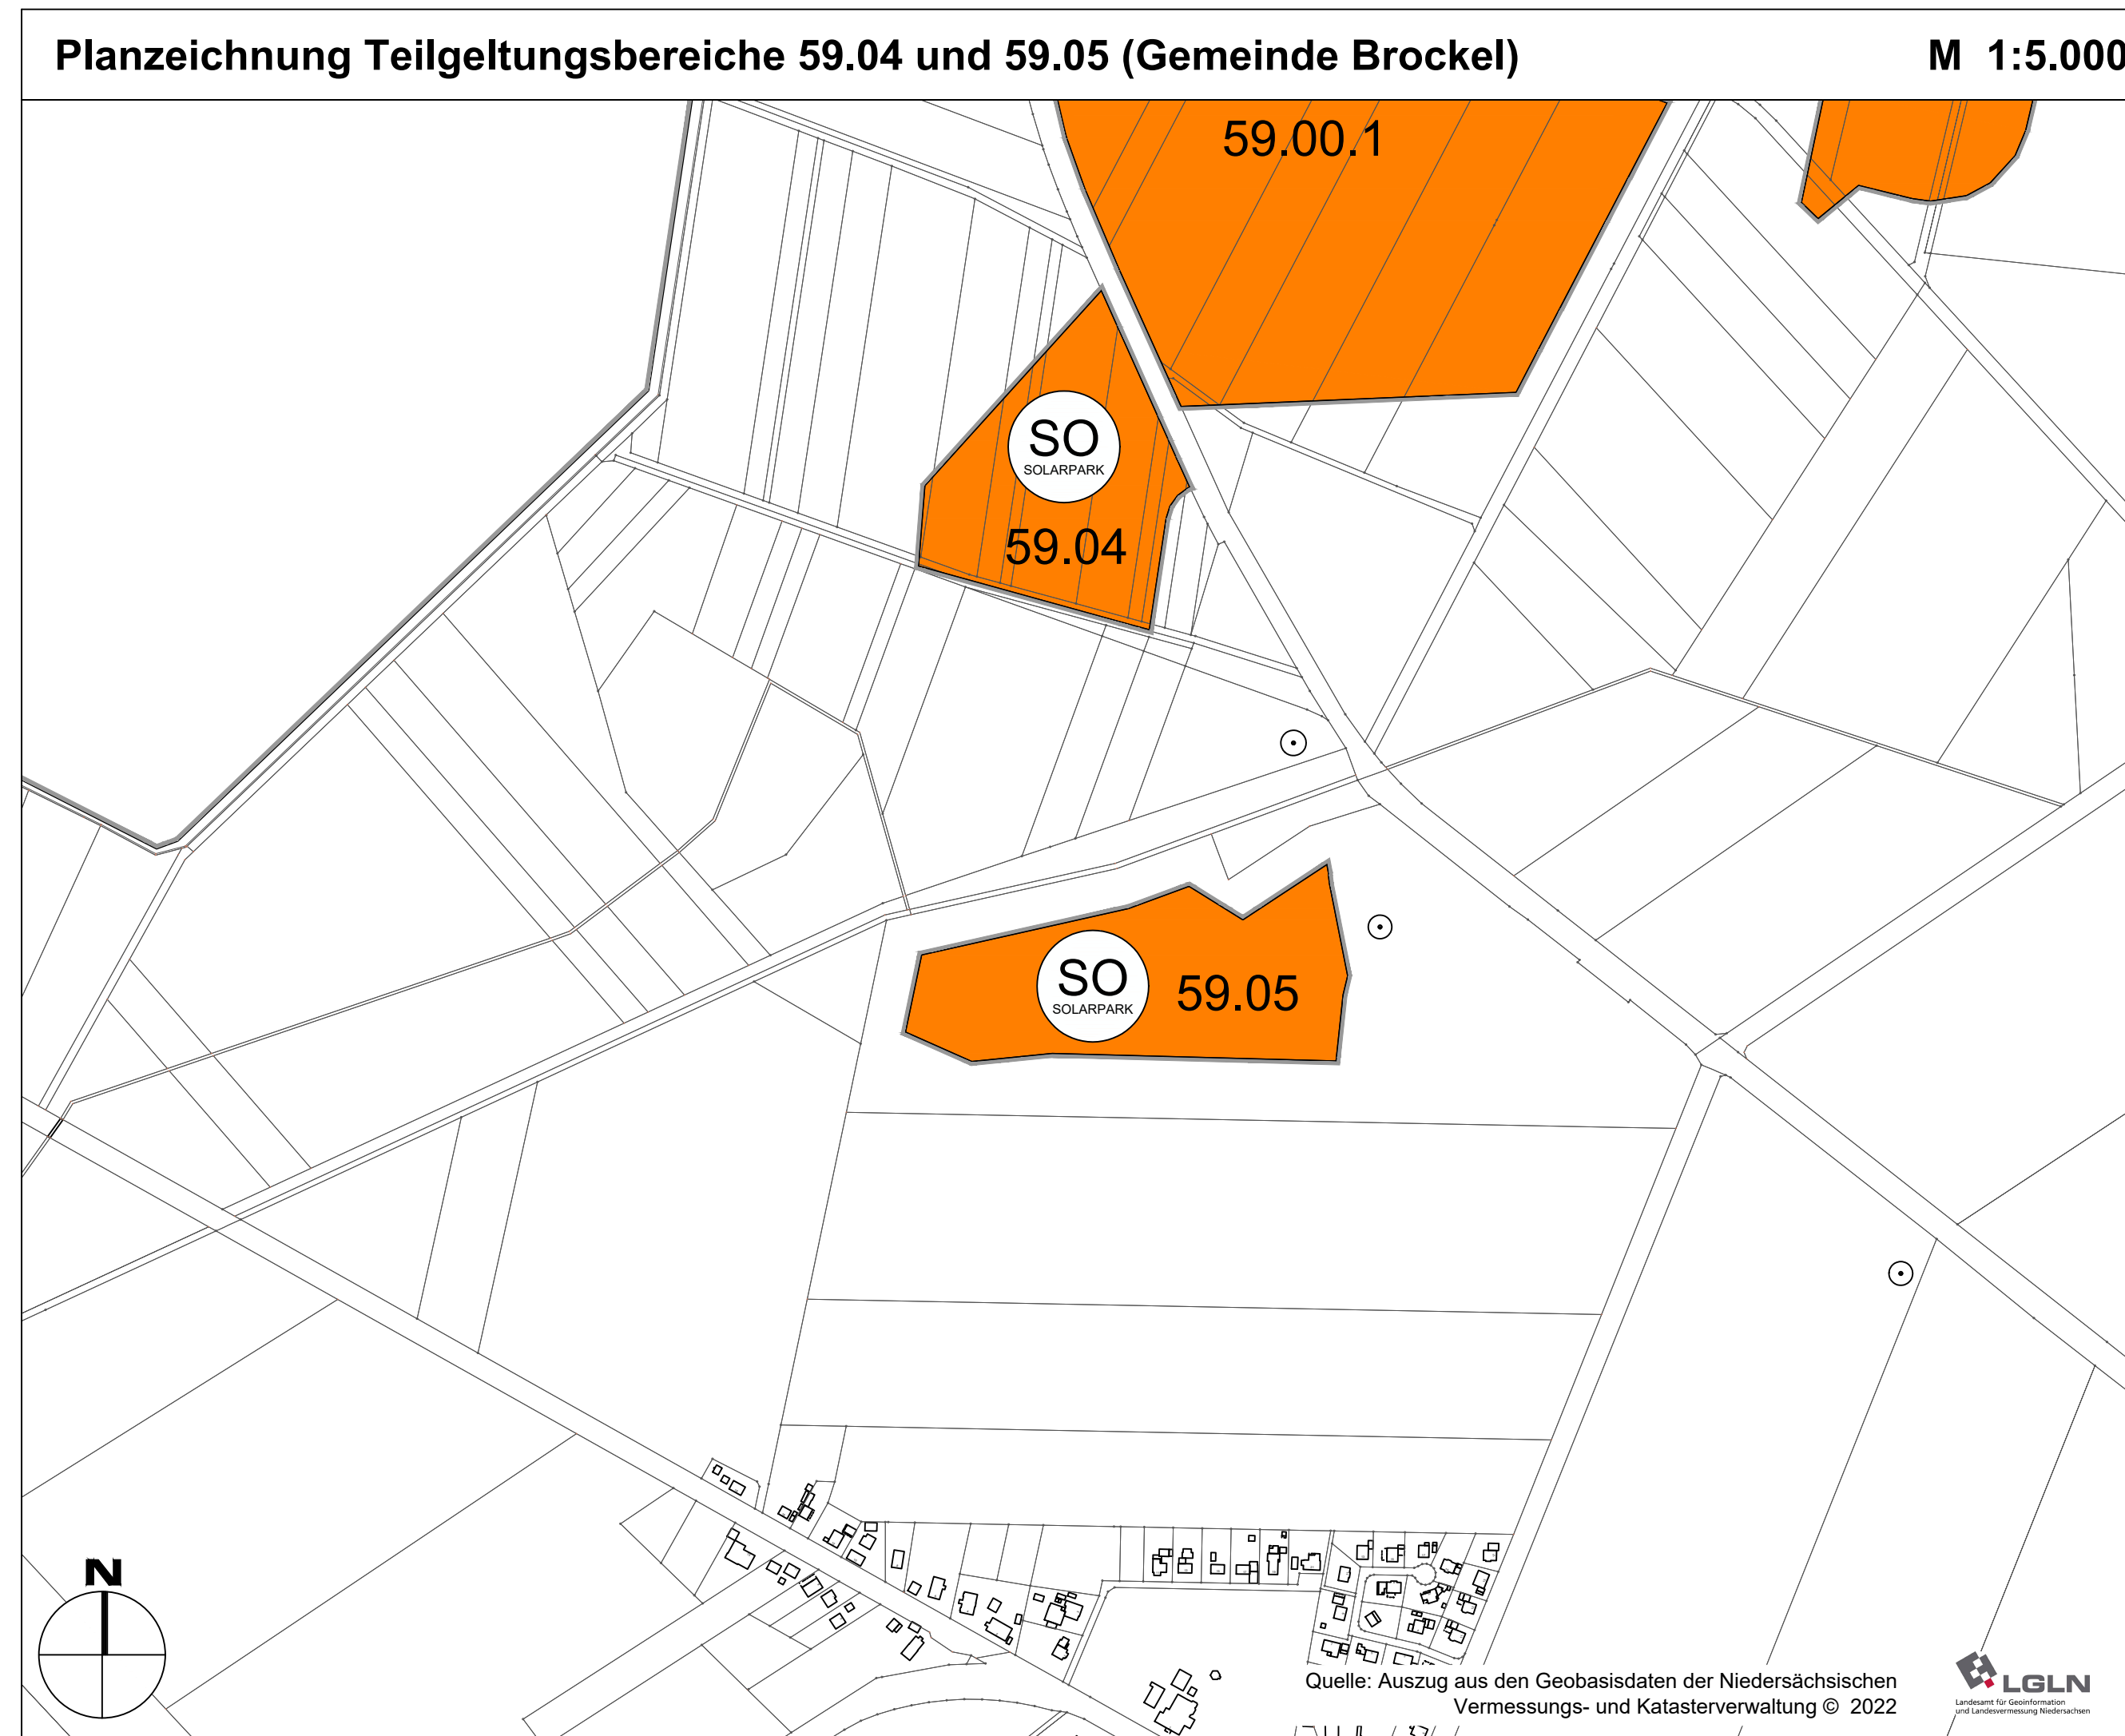 Planzeichnung Teilgeltungsbereiche 59.04 und 59.05 (Gemeinde Brockel)
M 1:5.000
59.00.1
SO
SOLARPARK
59.04
SO
SOLARPARK
59.05
N
Quelle: Auszug aus den Geobasisdaten der Niedersächsischen
Vermessungs- und Katasterverwaltung © 2022
LGLN
Landesamt für Geoinformation
und Landesvermessung Niedersachsen